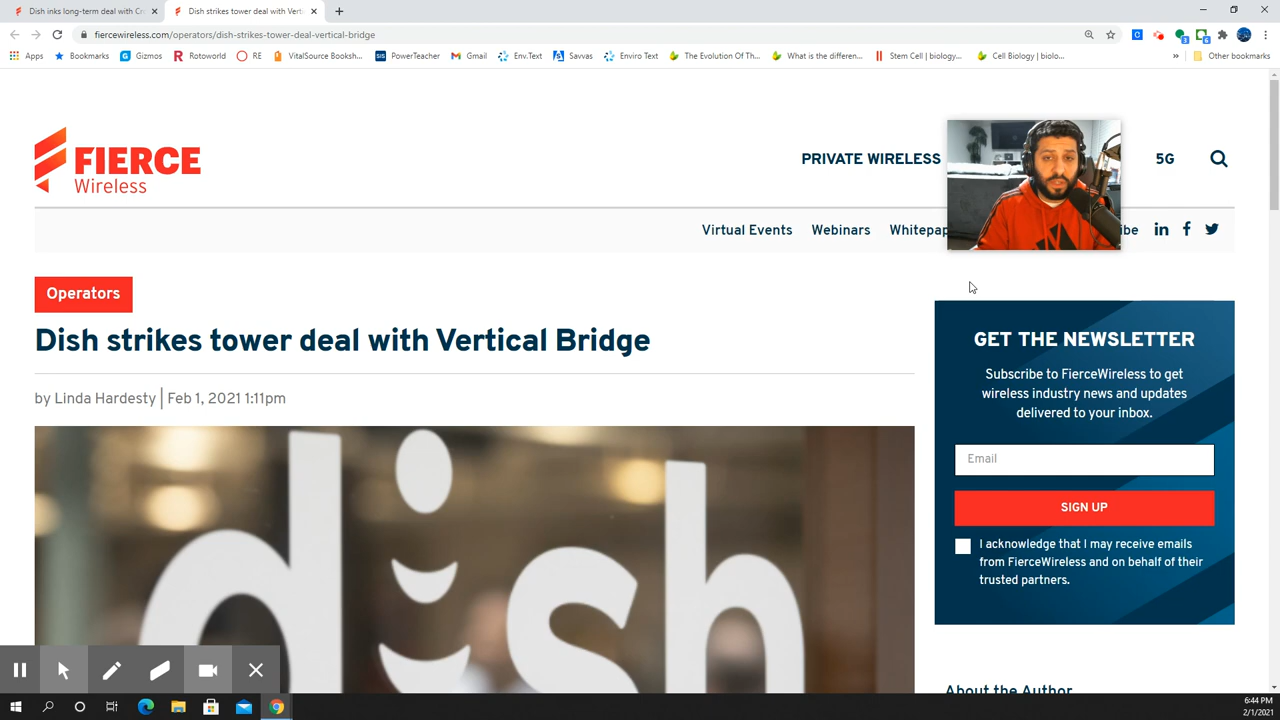 Dish inks long-term deal with Cr
Dish strikes tower deal with Verti
fiercewireless.com/operators/dish-strikes-tower-deal-vertical-bridge
Apps Bookmarks Gizmos Rotoworld RE VitalSource Booksh... PowerTeacher Gmail Env.Text Savvas Enviro Text The Evolution Of Th... What is the differen... Stem Cell | biology... Cell Biology | biolo... » Other bookmarks
FIERCE
Wireless
PRIVATE WIRELESS 5G
Virtual Events Webinars Whitepap ibe
Operators
Dish strikes tower deal with Vertical Bridge
by Linda Hardesty | Feb 1, 2021 1:11pm
dish
GET THE NEWSLETTER
Subscribe to FierceWireless to get
wireless industry news and updates
delivered to your inbox.
Email
SIGN UP
I acknowledge that I may receive emails
from FierceWireless and on behalf of their
trusted partners.
About the Author
6:44 PM
2/1/2021